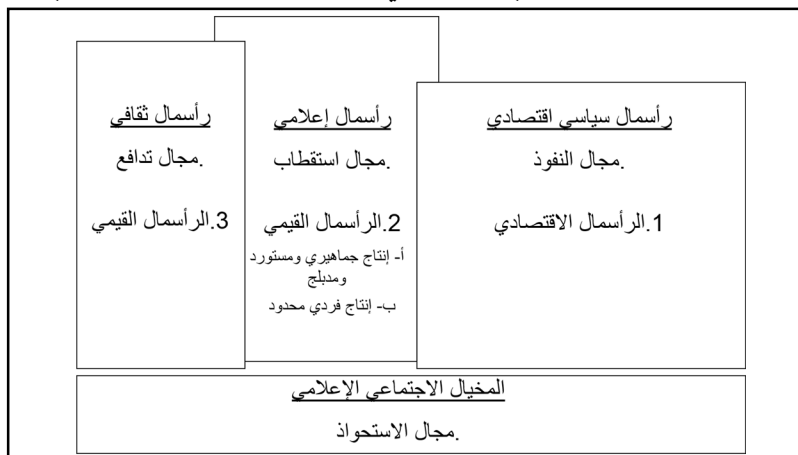 رأسمال سياسي اقتصادي
.مجال النفوذ
1.الرأسمال الاقتصادي
رأسمال إعلامي
.مجال استقطاب
2.الرأسمال القيمي
أ- إنتاج جماهيري ومستورد
ومدبلج
ب- إنتاج فردي محدود
رأسمال ثقافي
.مجال تدافع
3.الرأسمال القيمي
المخيال الاجتماعي الإعلامي
.مجال الاستحواذ